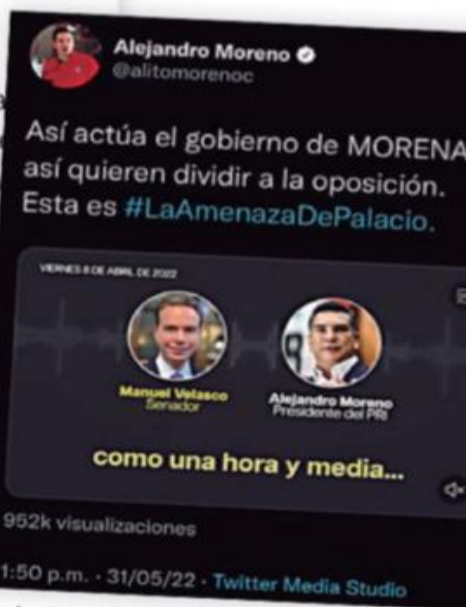 Alejandro Moreno
@alitomorenoc
Así actúa el gobierno de MORENA
así quieren dividir a la oposición.
Esta es #LaAmenazaDePalacio.
VIERNES 8 DE ABRIL DE 2022
Manuel Velasco
Senador
Alejandro Moreno
Presidente del PRI
como una hora y media...
952k visualizaciones
1:50 p.m. · 31/05/22 · Twitter Media Studio